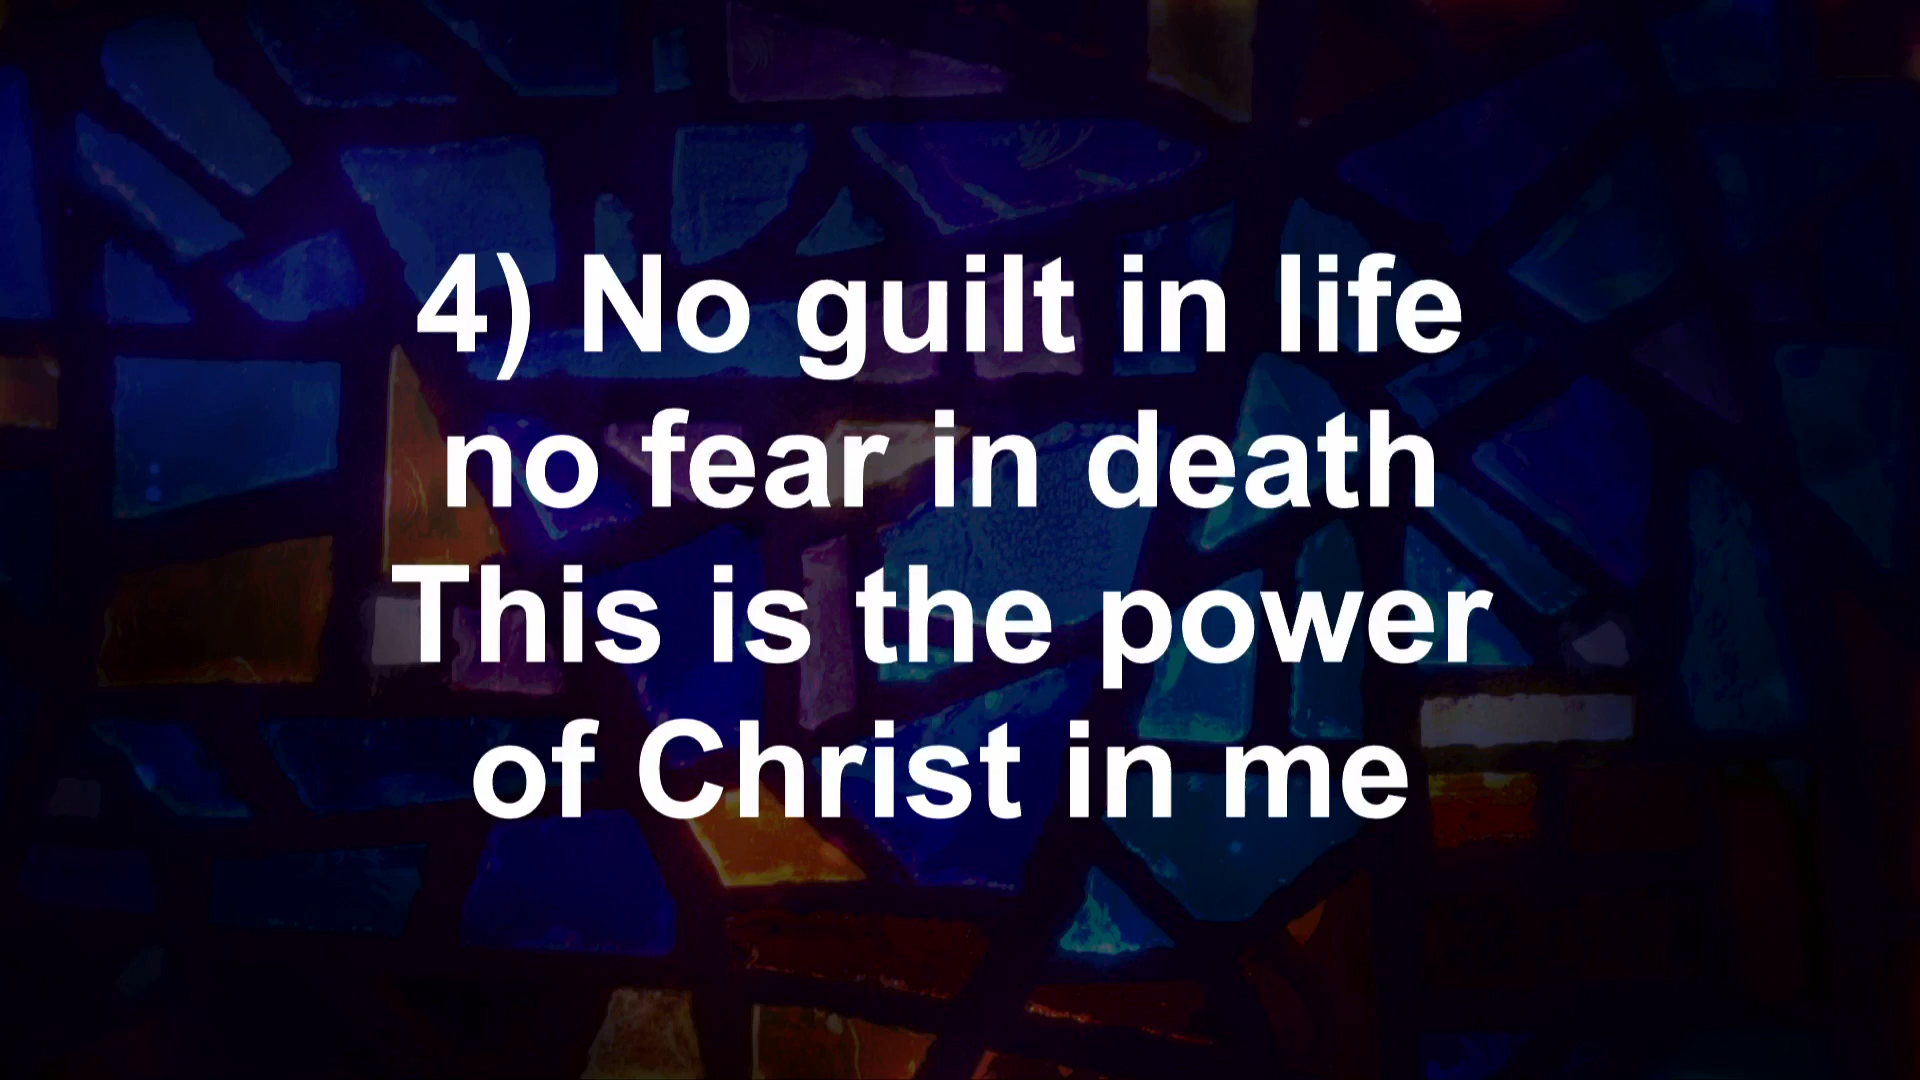 4) No guilt in life
no fear in death
This is the power
of Christ in me